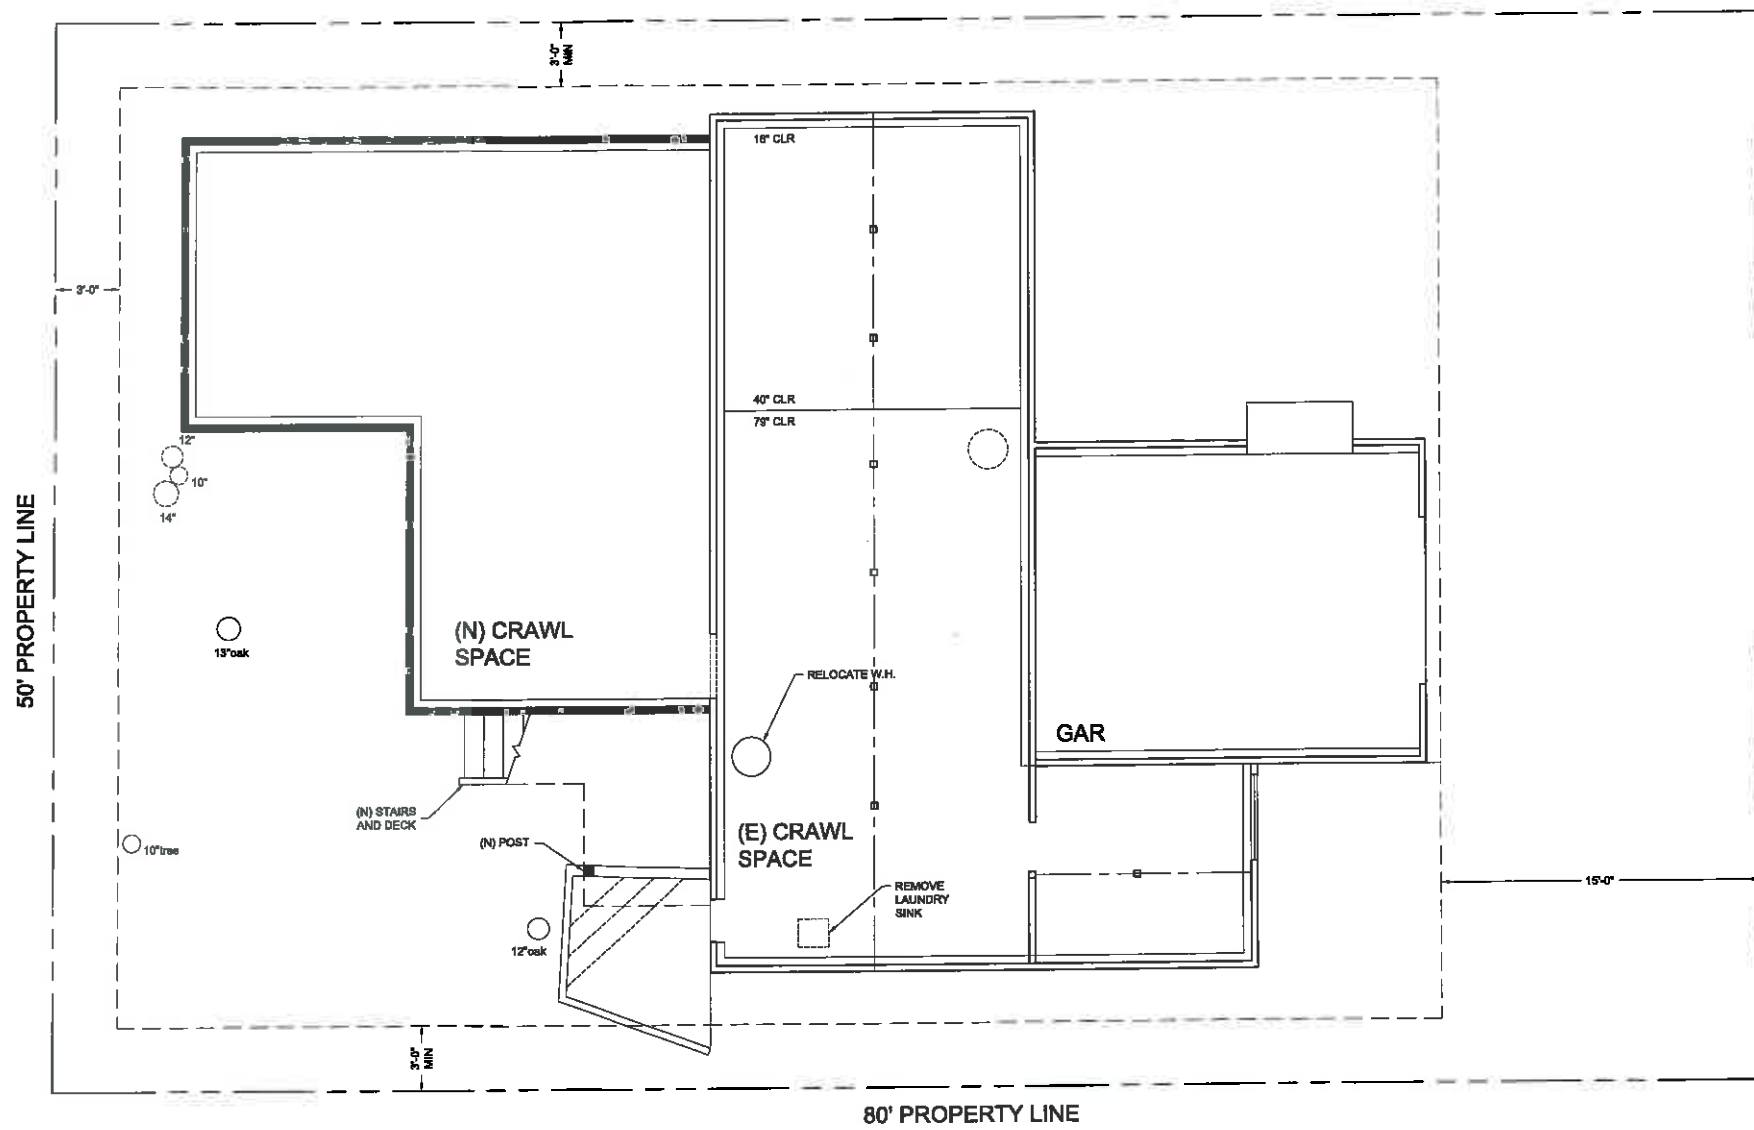 3'-0"
MIN
16" CLR
3'-0"
40" CLR
79" CLR
12"
10"
14"
50' PROPERTY LINE
13"oak
(N) CRAWL
SPACE
RELOCATE W.H.
GAR
(N) STAIRS
AND DECK
(N) POST
10"tree
(E) CRAWL
SPACE
REMOVE
LAUNDRY
SINK
15'-0"
12"oak
3'-0"
MIN
80' PROPERTY LINE